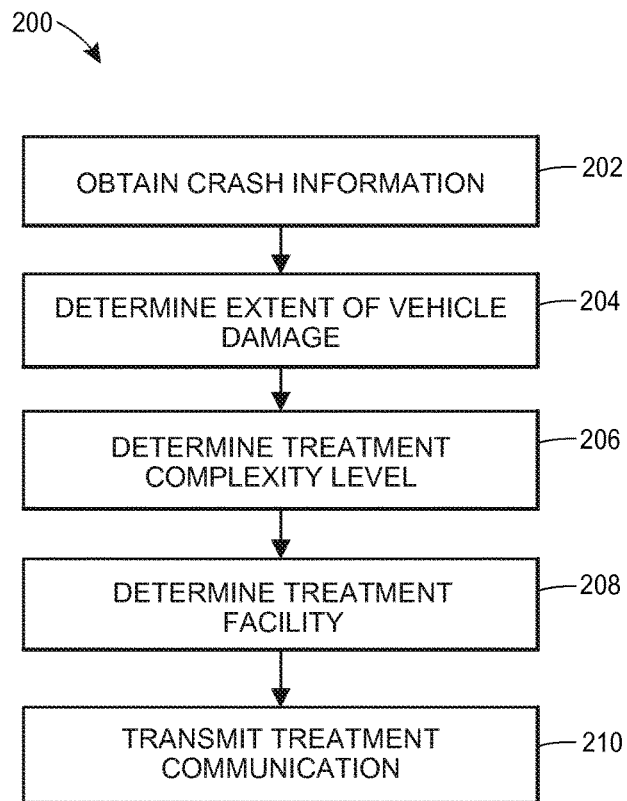 200
OBTAIN CRASH INFORMATION
202
DETERMINE EXTENT OF VEHICLE
DAMAGE
204
DETERMINE TREATMENT
COMPLEXITY LEVEL
206
DETERMINE TREATMENT
FACILITY
208
TRANSMIT TREATMENT
COMMUNICATION
210